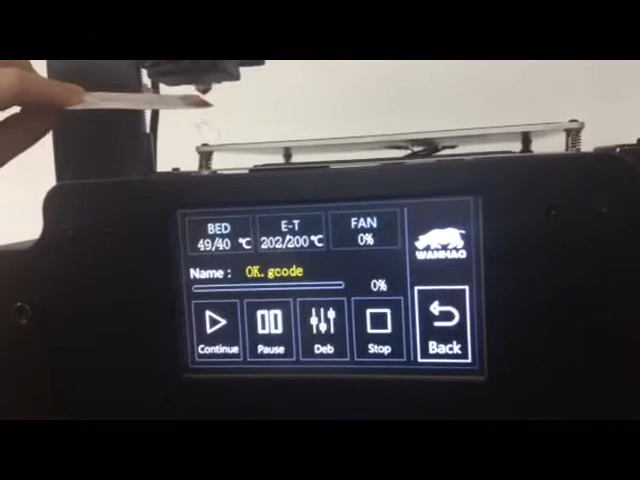 BED E-T FAN
49/40 ℃ 202/200℃ 0%
WANHAO
Name : OK.gcode
0%
Continue Pause Deb Stop Back